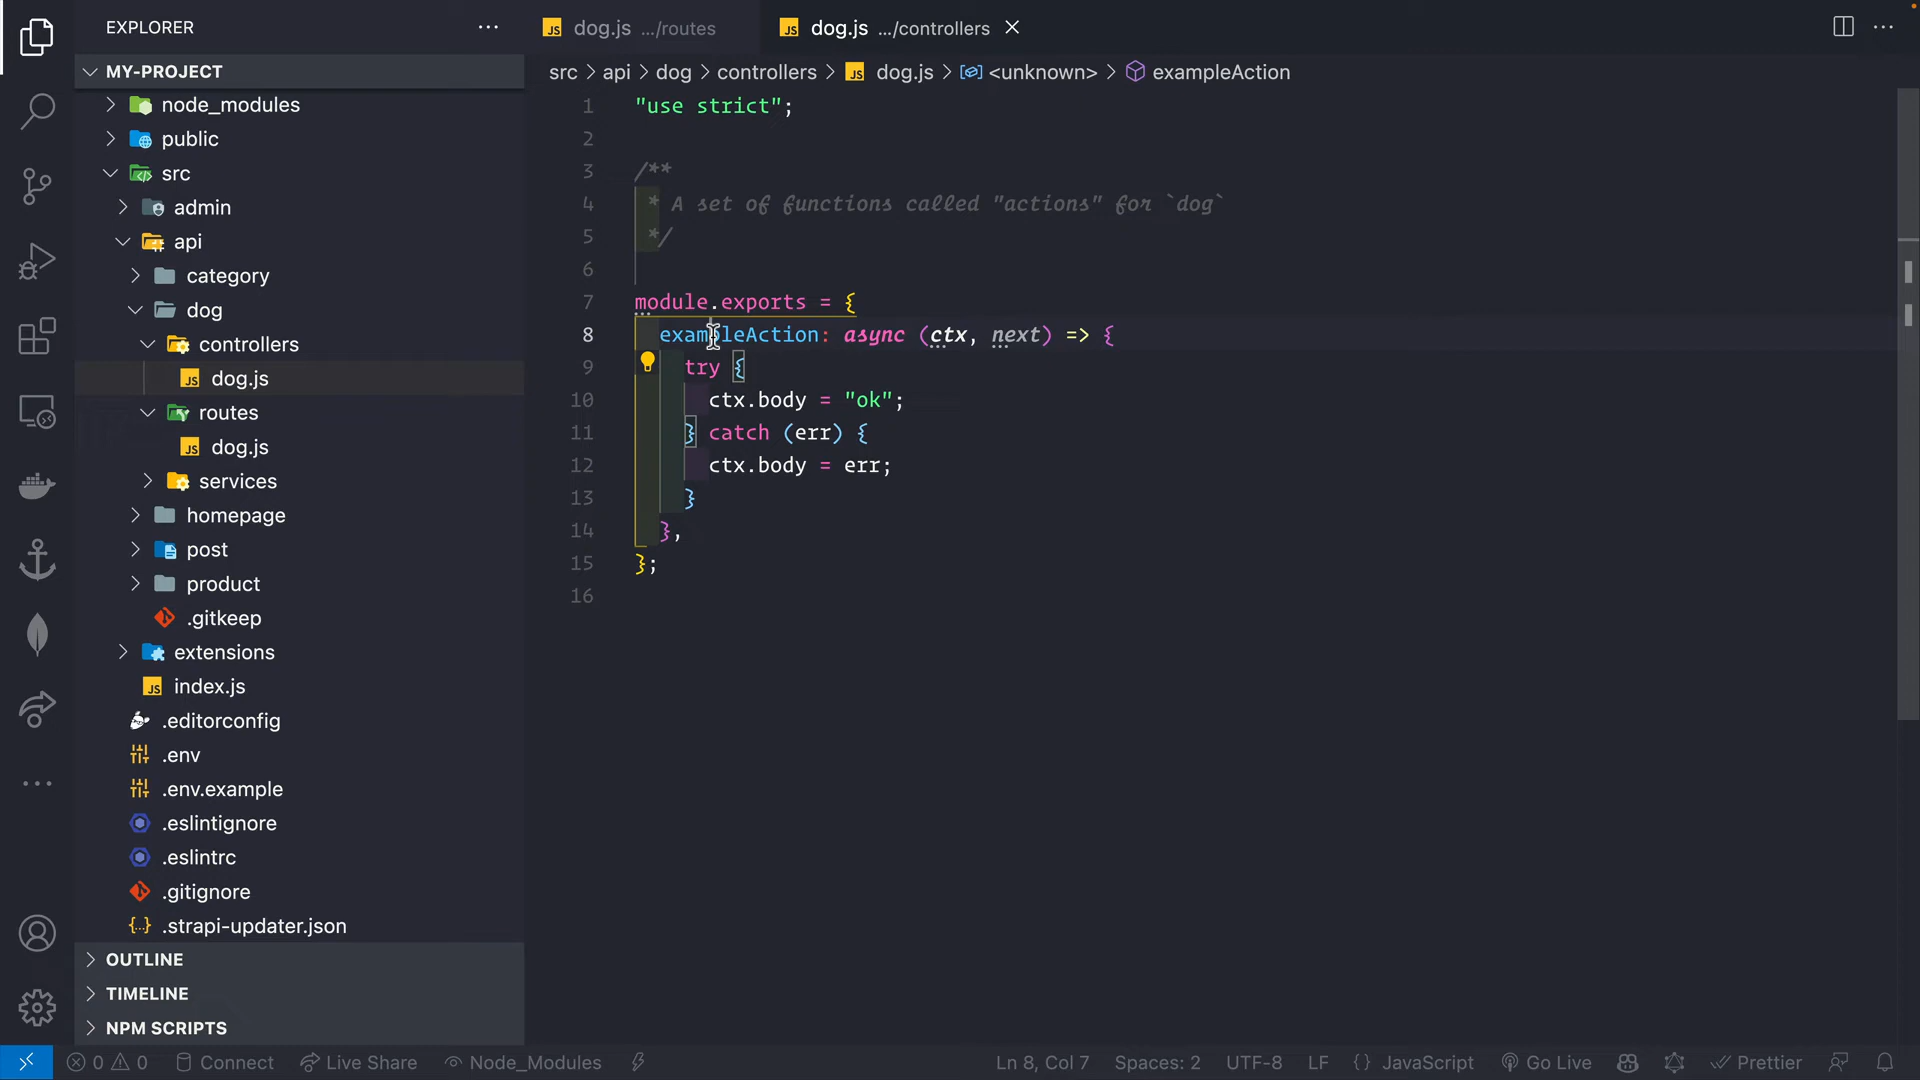 EXPLORER
MY-PROJECT
node_modules
public
src
admin
api
category
dog
controllers
JS dog.js
routes
JS dog.js
services
homepage
post
product
.gitkeep
extensions
JS index.js
.editorconfig
.env
.env.example
.eslintignore
.eslintrc
.gitignore
{..} .strapi-updater.json
OUTLINE
TIMELINE
NPM SCRIPTS
JS dog.js .../routes
JS dog.js .../controllers
src > api > dog > controllers > JS dog.js > <unknown> > exampleAction
1 "use strict";
2
3 /**
4 * A set of functions called "actions" for `dog`
5 */
6
7 module.exports = {
8 exampleAction: async (ctx, next) => {
9 try {
10 ctx.body = "ok";
11 } catch (err) {
12 ctx.body = err;
13 }
14 },
15 };
16
0 0 Connect Live Share Node_Modules Ln 8, Col 7 Spaces: 2 UTF-8 LF {} JavaScript Go Live Prettier